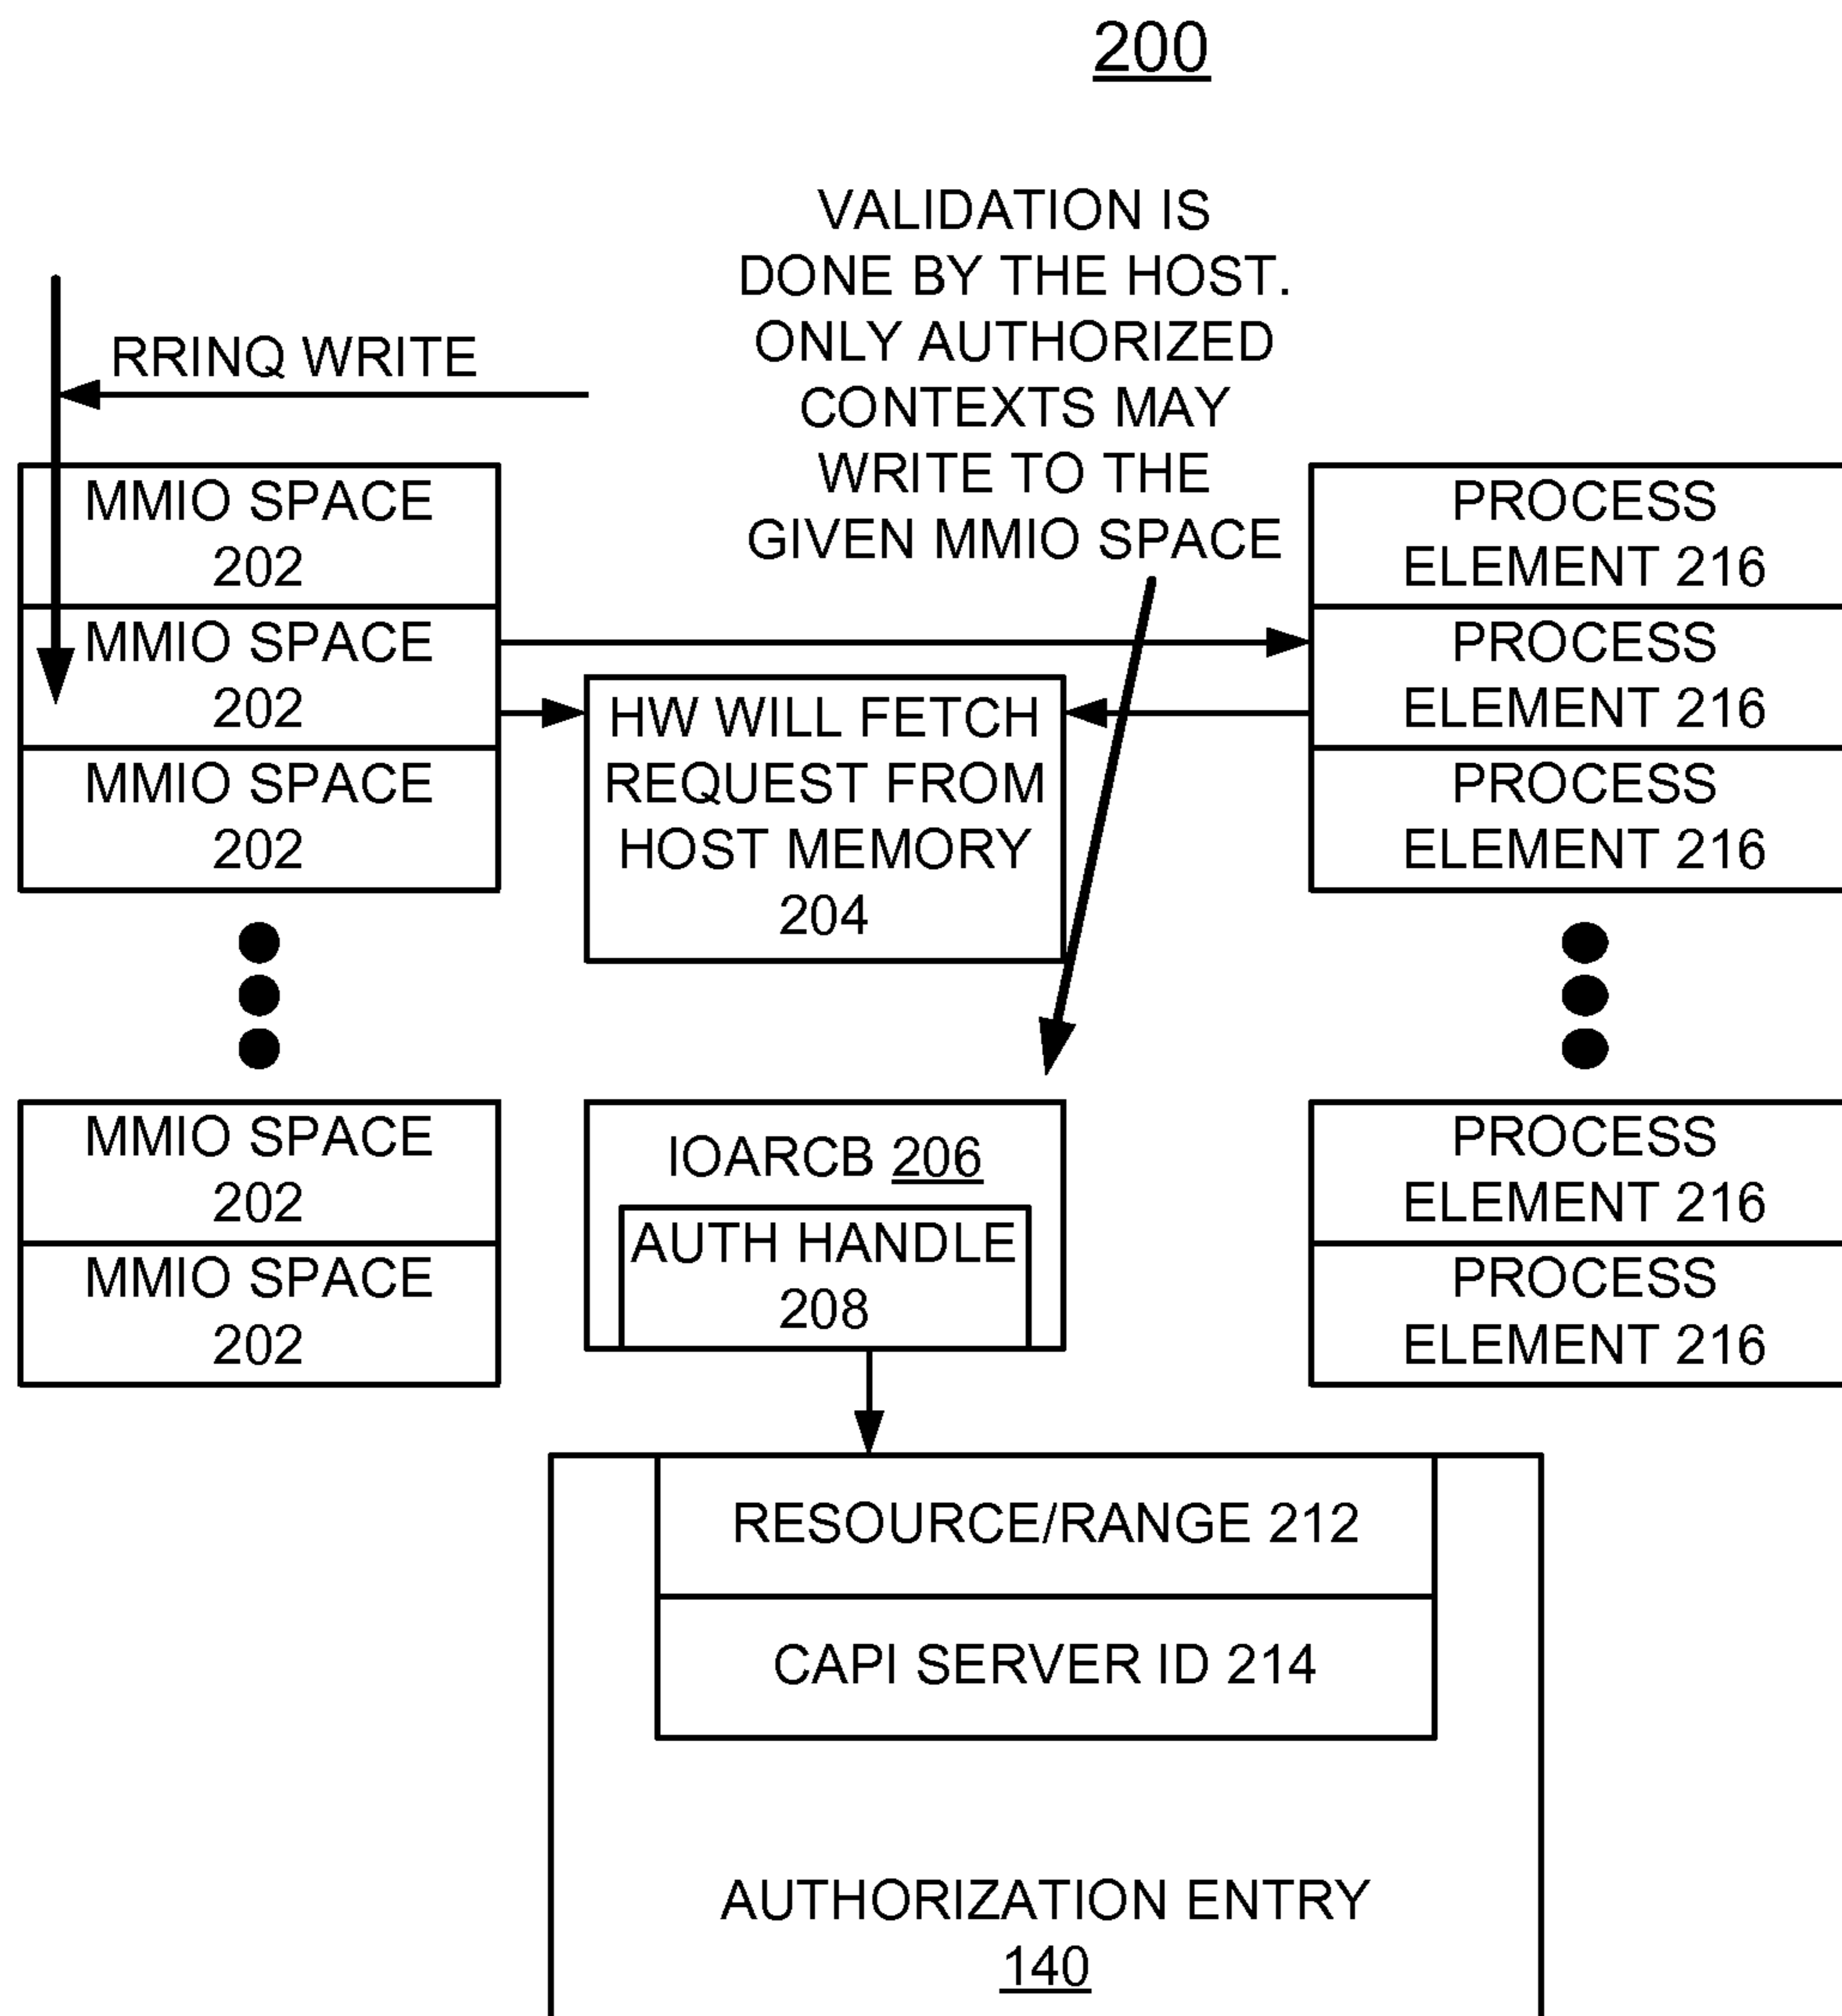 200
VALIDATION IS
DONE BY THE HOST.
ONLY AUTHORIZED
CONTEXTS MAY
WRITE TO THE
GIVEN MMIO SPACE
RRINQ WRITE
MMIO SPACE
202
MMIO SPACE
202
MMIO SPACE
202
HW WILL FETCH
REQUEST FROM
HOST MEMORY
204
PROCESS
ELEMENT 216
PROCESS
ELEMENT 216
PROCESS
ELEMENT 216
MMIO SPACE
202
MMIO SPACE
202
IOARCB 206
AUTH HANDLE
208
PROCESS
ELEMENT 216
PROCESS
ELEMENT 216
RESOURCE/RANGE 212
CAPI SERVER ID 214
AUTHORIZATION ENTRY
140